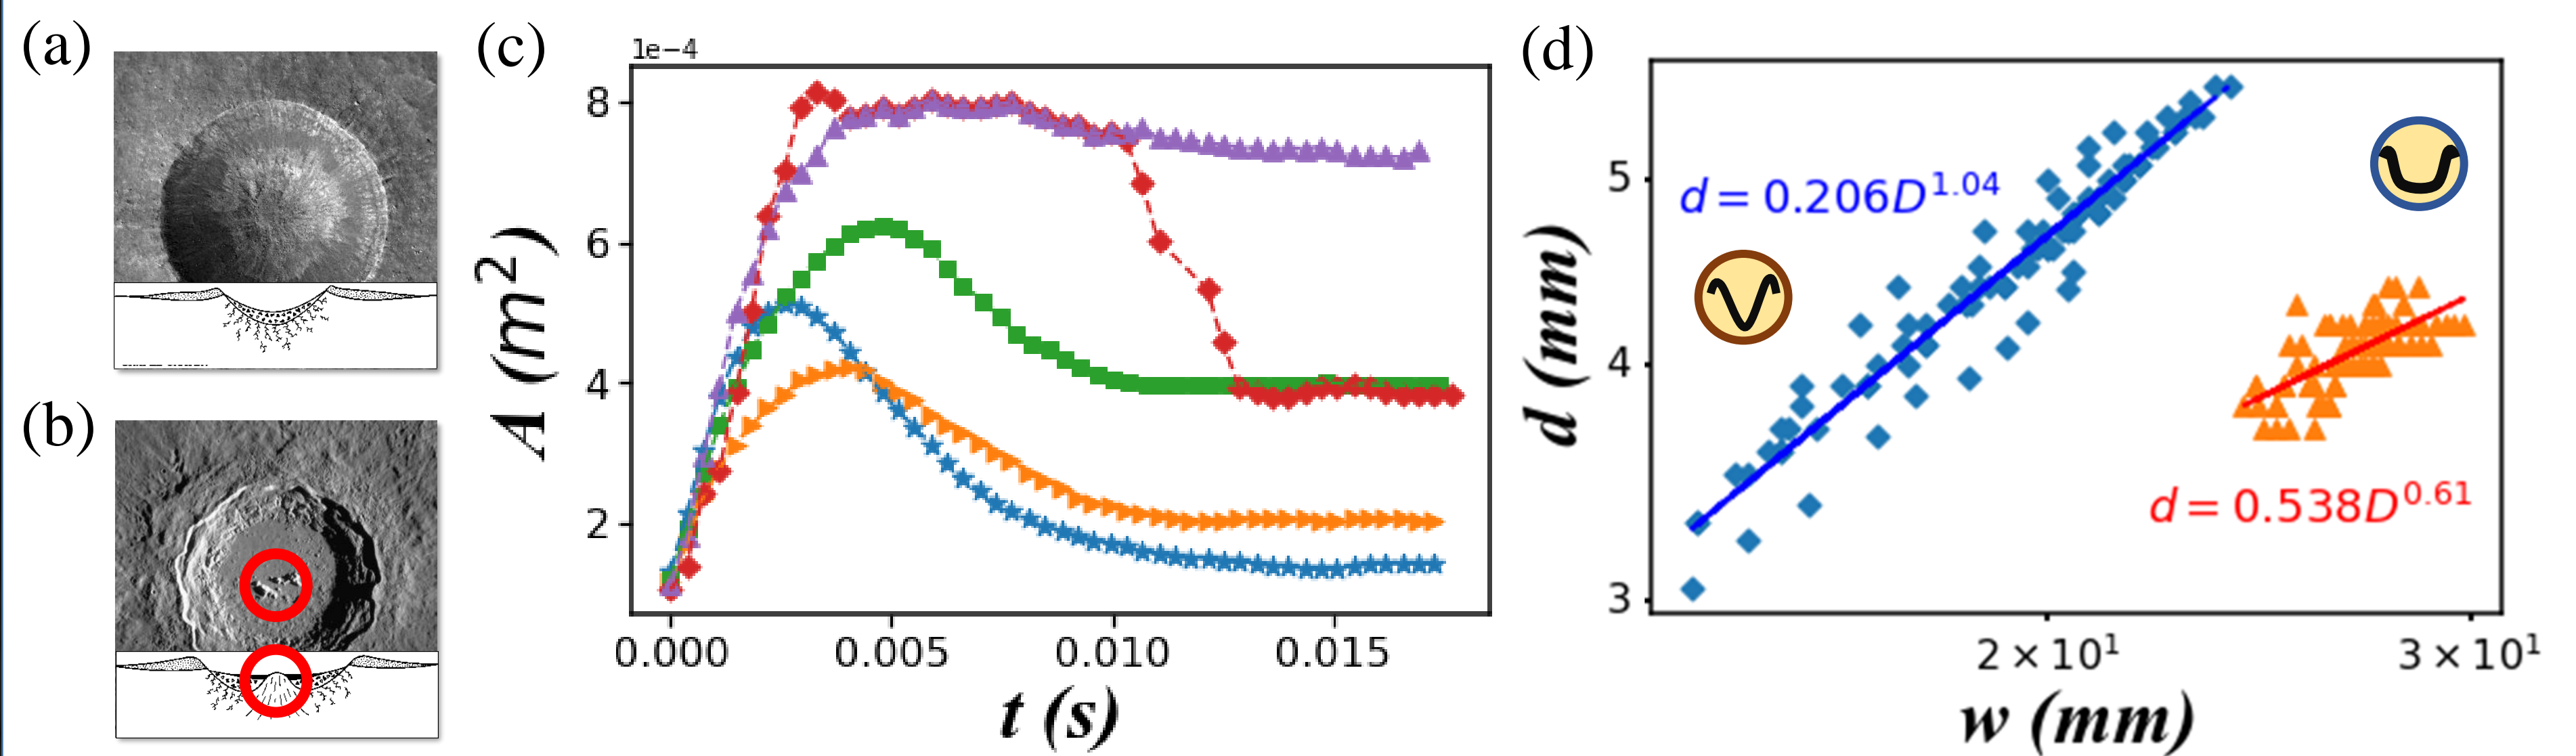 (a)
(b)
(c)
1e−4
8
6
4
2
A (m²)
0.000 0.005 0.010 0.015
t (s)
(d)
5
4
3
d (mm)
d = 0.206D^1.04
d = 0.538D^0.61
2 × 10¹ 3 × 10¹
w (mm)